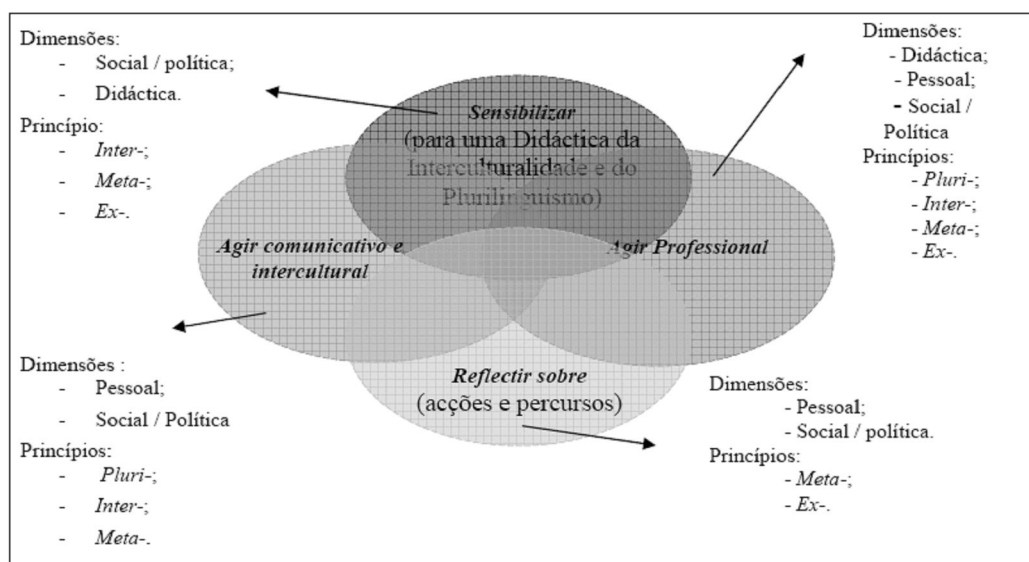 Dimensões:
- Social / política;
- Didáctica.
Princípio:
- Inter-;
- Meta-;
- Ex-.
Sensibilizar
(para uma Didáctica da
Interculturalidade e do
Plurilinguismo)
Dimensões:
- Didáctica;
- Pessoal;
- Social /
Política
Princípios:
- Pluri-;
- Inter-;
- Meta-;
- Ex-.
Agir comunicativo e
intercultural
Agir Professional
Dimensões :
- Pessoal;
- Social / Política
Princípios:
- Pluri-;
- Inter-;
- Meta-.
Reflectir sobre
(acções e percursos)
Dimensões:
- Pessoal;
- Social / política.
Princípios:
- Meta-;
- Ex-.